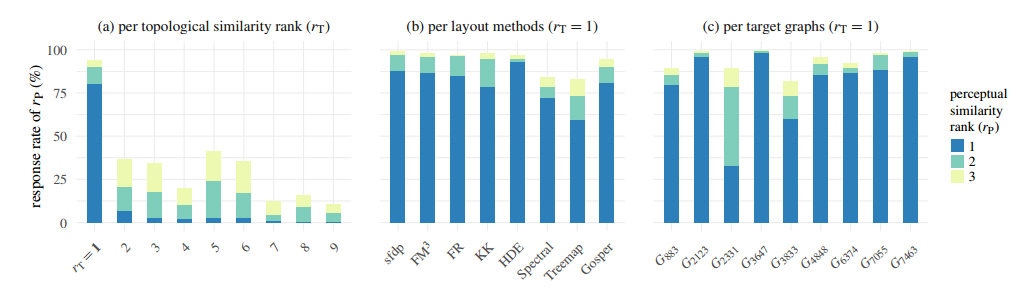 (a) per topological similarity rank (rT)
(b) per layout methods (rT = 1)
(c) per target graphs (rT = 1)
response rate of rP (%)
100
75
50
25
0
rT = 1
2
3
4
5
6
7
8
9
sfdp
FM³
FR
KK
HDE
Spectral
Treemap
Gosper
G883
G2123
G2331
G3647
G3833
G4848
G6374
G7055
G7463
perceptual
similarity
rank (rP)
1
2
3